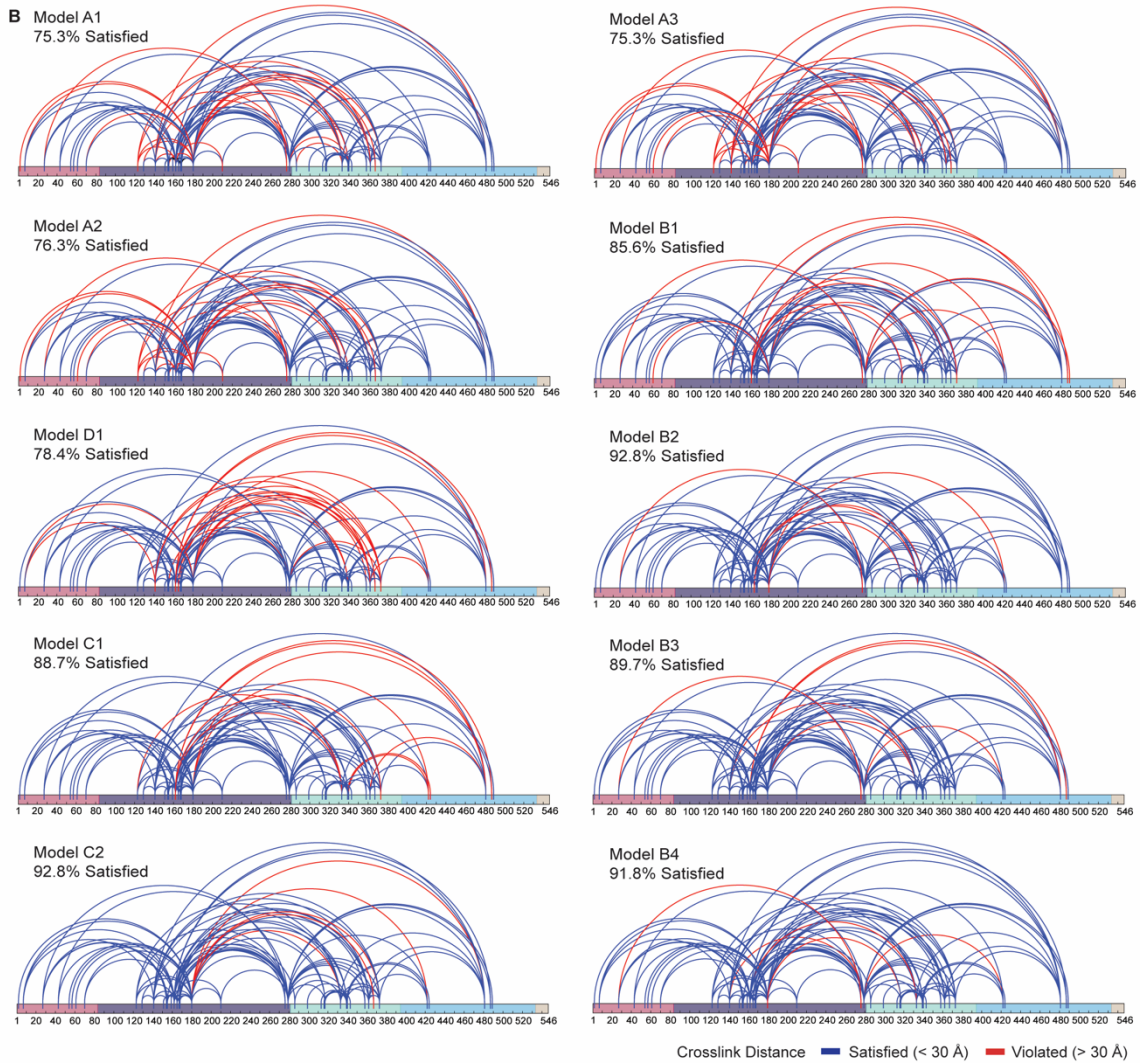 B
Model A1
75.3% Satisfied
1 20 40 60 80 100 120 140 160 180 200 220 240 260 280 300 320 340 360 380 400 420 440 460 480 500 520 546
Model A3
75.3% Satisfied
1 20 40 60 80 100 120 140 160 180 200 220 240 260 280 300 320 340 360 380 400 420 440 460 480 500 520 546
Model A2
76.3% Satisfied
1 20 40 60 80 100 120 140 160 180 200 220 240 260 280 300 320 340 360 380 400 420 440 460 480 500 520 546
Model B1
85.6% Satisfied
1 20 40 60 80 100 120 140 160 180 200 220 240 260 280 300 320 340 360 380 400 420 440 460 480 500 520 546
Model D1
78.4% Satisfied
1 20 40 60 80 100 120 140 160 180 200 220 240 260 280 300 320 340 360 380 400 420 440 460 480 500 520 546
Model B2
92.8% Satisfied
1 20 40 60 80 100 120 140 160 180 200 220 240 260 280 300 320 340 360 380 400 420 440 460 480 500 520 546
Model C1
88.7% Satisfied
1 20 40 60 80 100 120 140 160 180 200 220 240 260 280 300 320 340 360 380 400 420 440 460 480 500 520 546
Model B3
89.7% Satisfied
1 20 40 60 80 100 120 140 160 180 200 220 240 260 280 300 320 340 360 380 400 420 440 460 480 500 520 546
Model C2
92.8% Satisfied
1 20 40 60 80 100 120 140 160 180 200 220 240 260 280 300 320 340 360 380 400 420 440 460 480 500 520 546
Model B4
91.8% Satisfied
1 20 40 60 80 100 120 140 160 180 200 220 240 260 280 300 320 340 360 380 400 420 440 460 480 500 520 546
Crosslink Distance Satisfied (< 30 Å) Violated (> 30 Å)